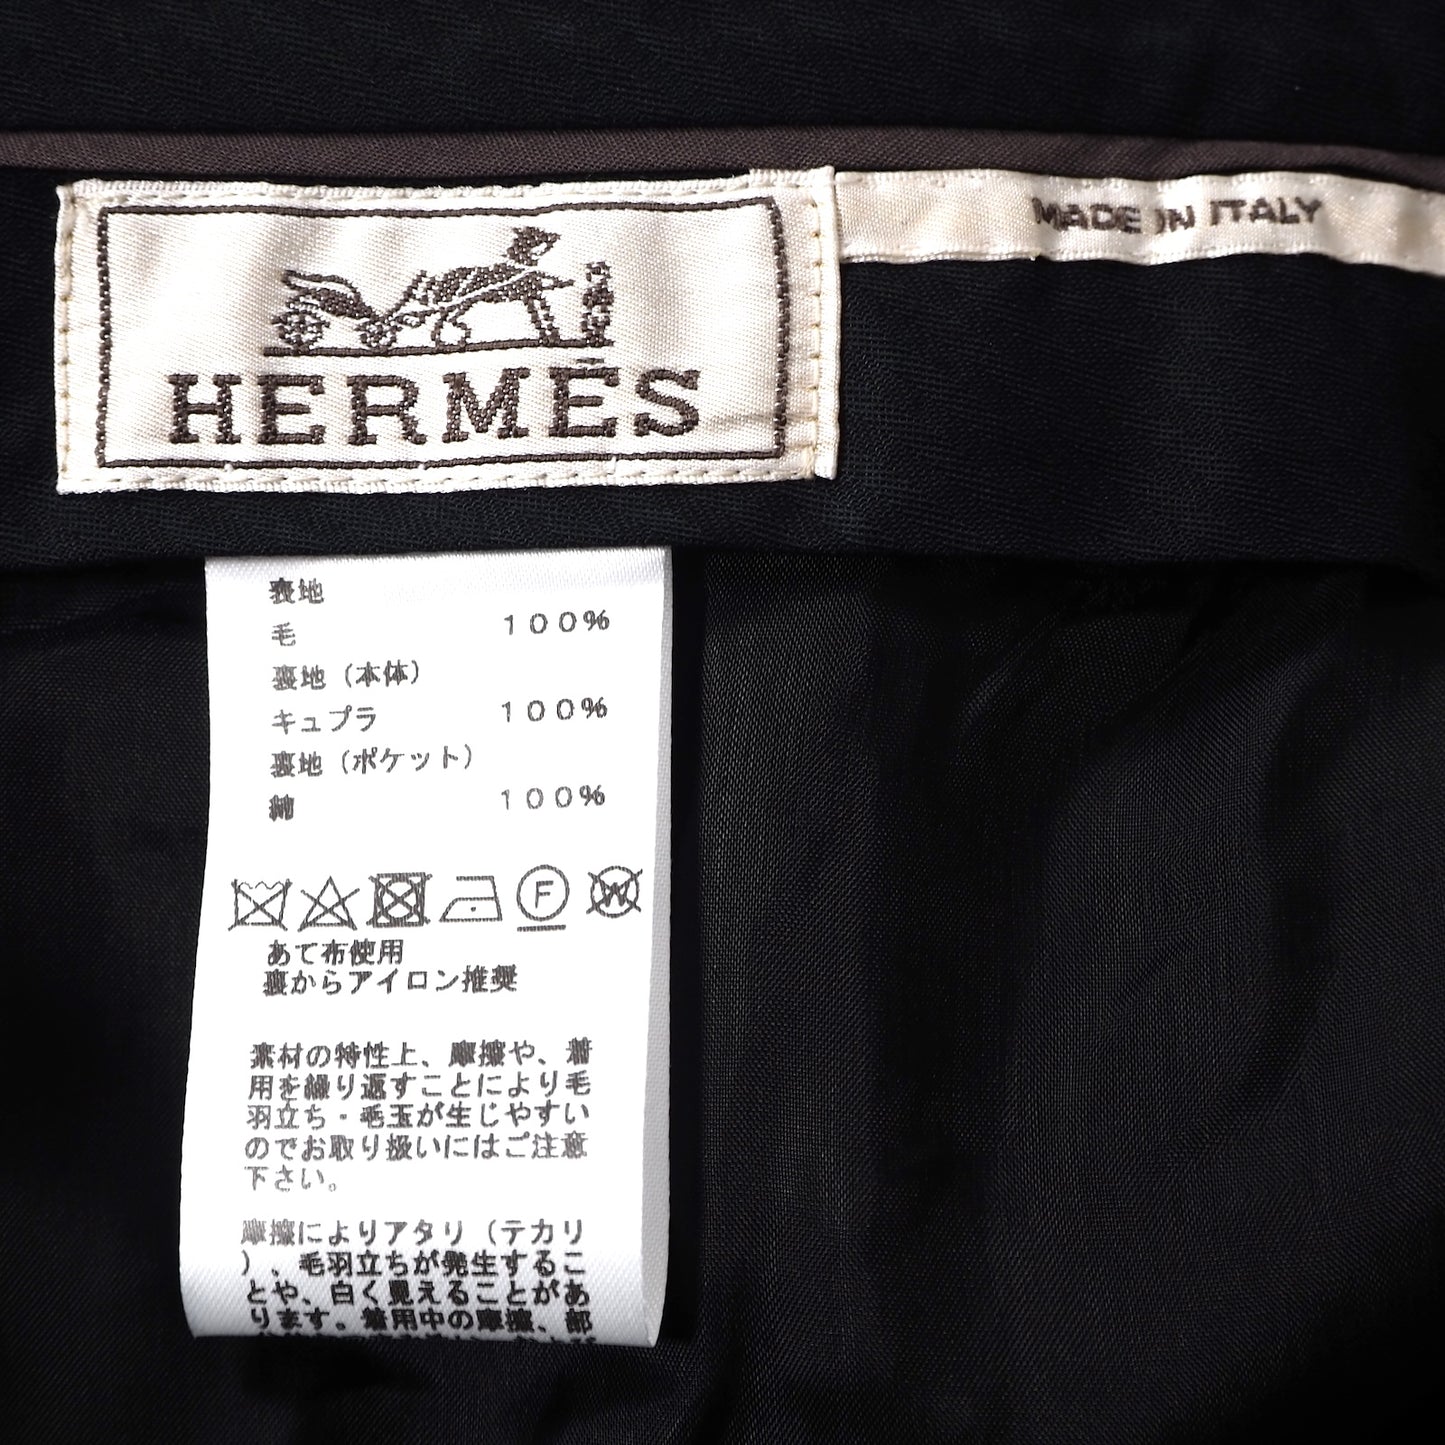 HERMÈS
MADE IN ITALY
表地
毛 100%
裏地(本体)
キュプラ 100%
裏地(ポケット)
綿 100%
F W
あて布使用
裏からアイロン推奨
素材の特性上、摩擦や、着
用を繰り返すことにより毛
羽立ち・毛玉が生じやすい
のでお取り扱いにはご注意
下さい。
摩擦によりアタリ(テカリ
)、毛羽立ちが発生するこ
とや、白く見えることがあ
ります。着用中の摩擦、部